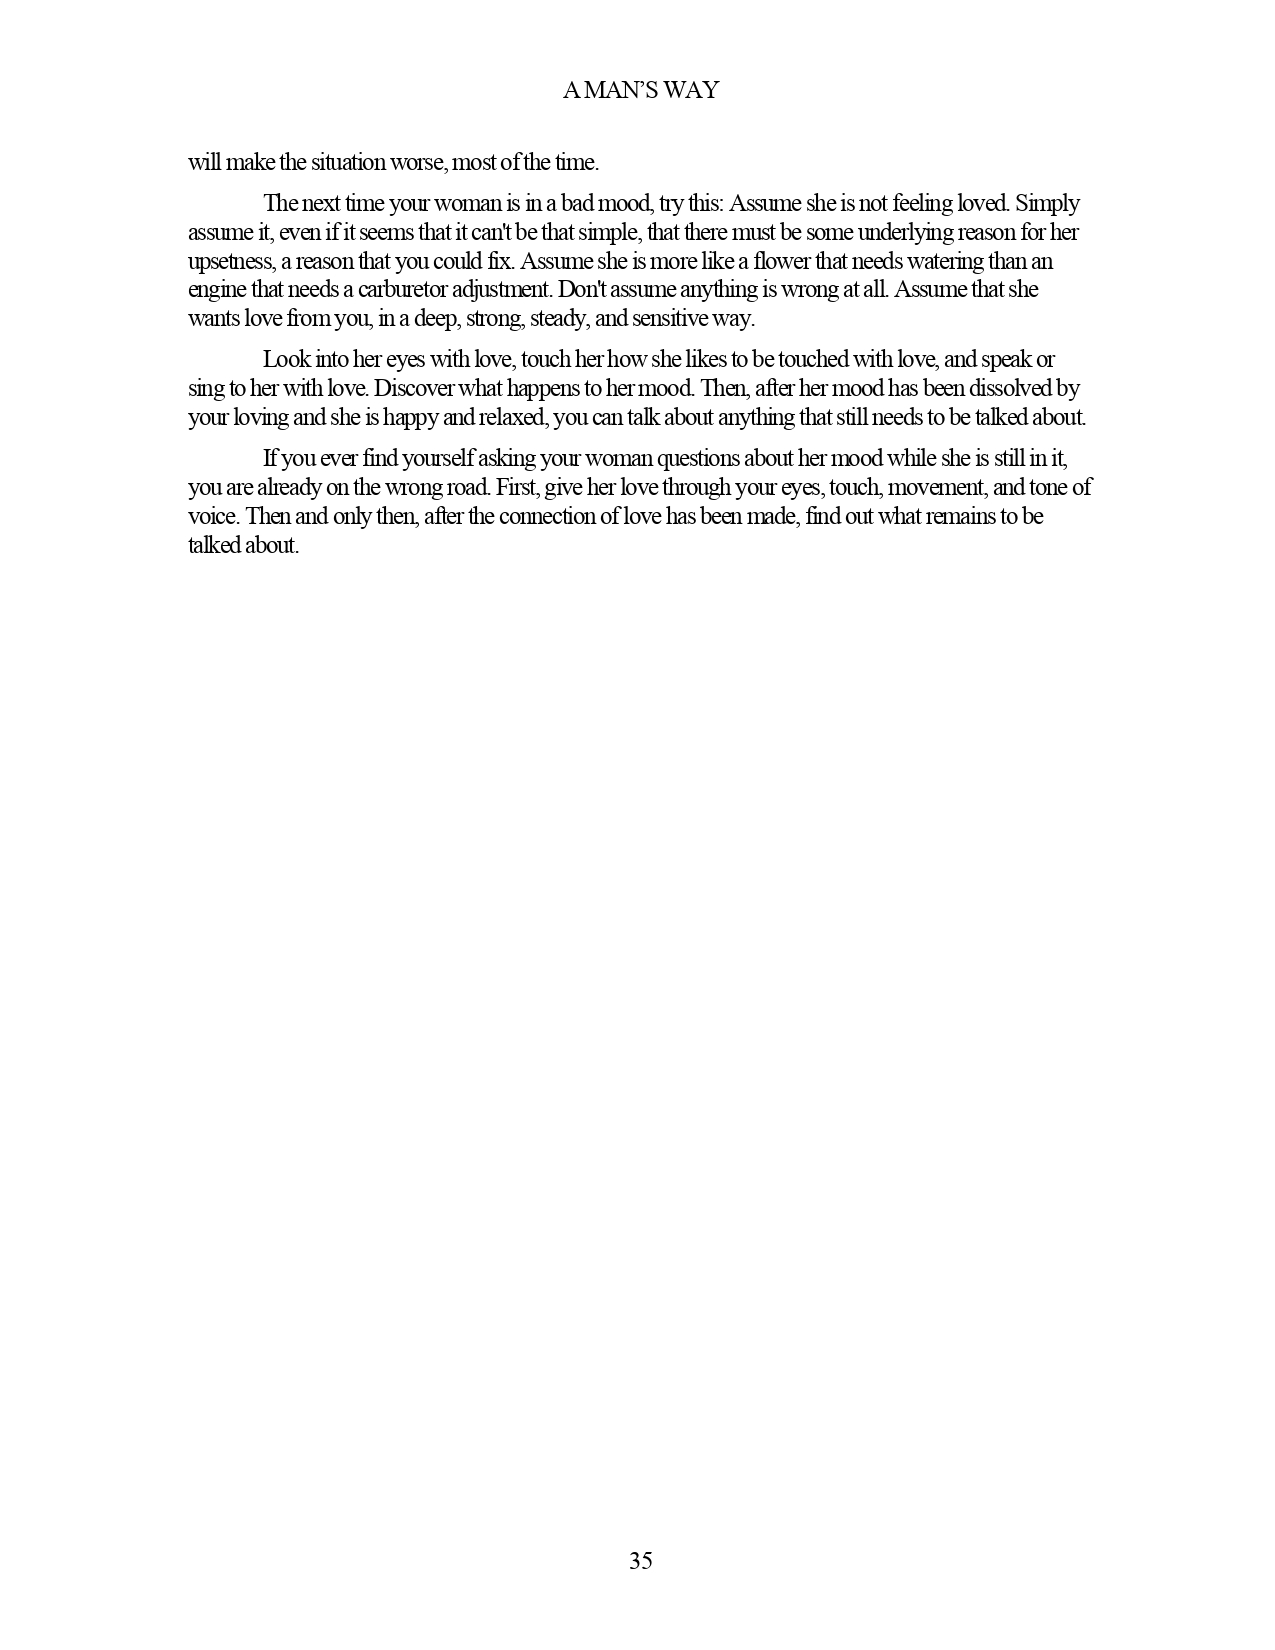 A MAN’S WAY
will make the situation worse, most of the time.
The next time your woman is in a bad mood, try this: Assume she is not feeling loved. Simply
assume it, even if it seems that it can't be that simple, that there must be some underlying reason for her
upsetness, a reason that you could fix. Assume she is more like a flower that needs watering than an
engine that needs a carburetor adjustment. Don't assume anything is wrong at all. Assume that she
wants love from you, in a deep, strong, steady, and sensitive way.
Look into her eyes with love, touch her how she likes to be touched with love, and speak or
sing to her with love. Discover what happens to her mood. Then, after her mood has been dissolved by
your loving and she is happy and relaxed, you can talk about anything that still needs to be talked about.
If you ever find yourself asking your woman questions about her mood while she is still in it,
you are already on the wrong road. First, give her love through your eyes, touch, movement, and tone of
voice. Then and only then, after the connection of love has been made, find out what remains to be
talked about.
35